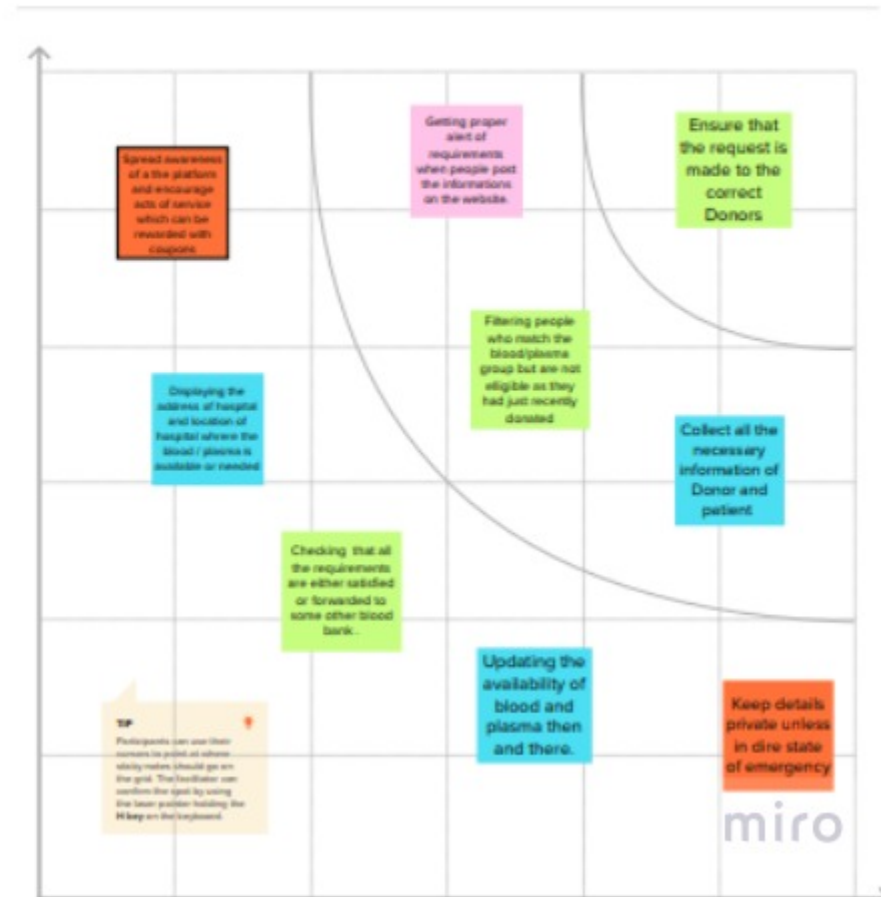 Getting proper
alert of
requirements
when people post
the informations
on the website.
Ensure that
the request is
made to the
correct
Donors
Spread awareness
of a the platform
and encourage
acts of service
which can be
rewarded with
coupons
Filtering people
who match the
blood/plasma
group but are not
elligible as they
had just recently
donated
Displaying the
address of hospital
and location of
hospital where the
blood / plasma is
available or needed
Collect all the
necessary
information of
Donor and
patient
Checking that all
the requirements
are either satisfied
or forwarded to
some other blood
bank .
Updating the
availability of
blood and
plasma then
and there.
Keep details
private unless
in dire state
of emergency
TIP
Participants can use their
cursors to point at where
sticky notes should go on
the grid. The facilitator can
confirm the spot by using
the laser pointer holding the
H key on the keyboard.
miro